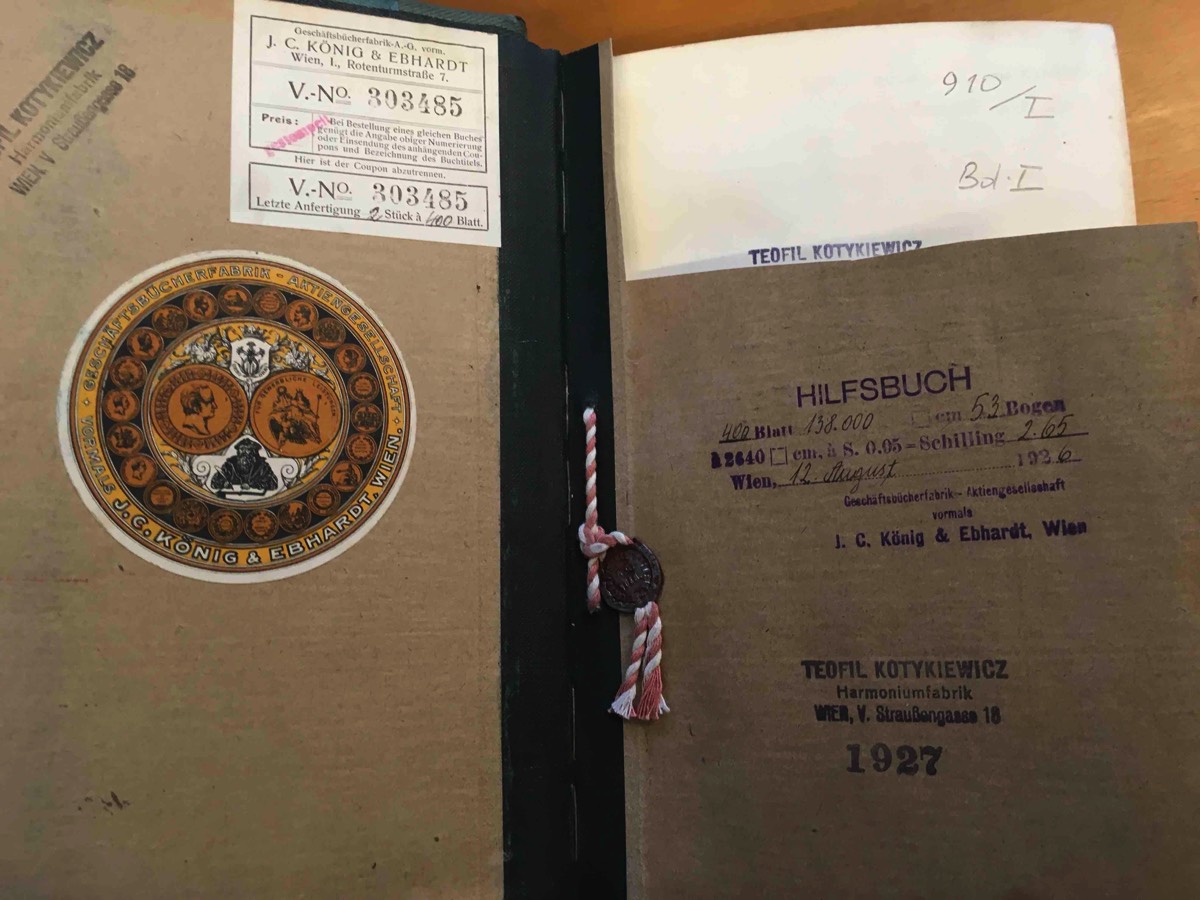 TEOFIL KOTYKIEWICZ
Harmoniumfabrik
WIEN V Straußengasse 18
Geschäftsbücherfabrik-A.-G. vorm.
J. C. KÖNIG & EBHARDT
Wien, I., Rotenturmstraße 7.
V.-No. 303485
Preis:
Bei Bestellung eines gleichen Buches
genügt die Angabe obiger Numerierung
oder Einsendung des anhängenden Cou-
pons und Bezeichnung des Buchtitels.
Hier ist der Coupon abzutrennen.
V.-No. 303485
Letzte Anfertigung 2 Stück à 400 Blatt.
GESCHÄFTSBÜCHERFABRIK - AKTIENGESELLSCHAFT
VORMALS J. C. KÖNIG & EBHARDT, WIEN.
FÜR GEWERBLICHE LEISTUNGEN
910/I
Bd. I
TEOFIL KOTYKIEWICZ
HILFSBUCH
400 Blatt 138.000 □ cm 53 Bogen
à 2640 □ cm. à S. 0.05 = Schilling 2.65
Wien, 12. August 1926
Geschäftsbücherfabrik - Aktiengesellschaft
vormals
J. C. König & Ebhardt, Wien
TEOFIL KOTYKIEWICZ
Harmoniumfabrik
WIEN, V. Straußengasse 18
1927